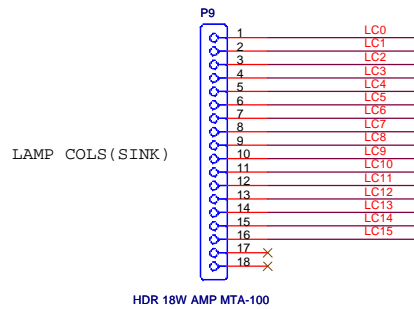 P9
1 LC0
2 LC1
3 LC2
4 LC3
5 LC4
6 LC5
7 LC6
8 LC7
9 LC8
LAMP COLS(SINK) 10 LC9
11 LC10
12 LC11
13 LC12
14 LC13
15 LC14
16 LC15
17
18
HDR 18W AMP MTA-100